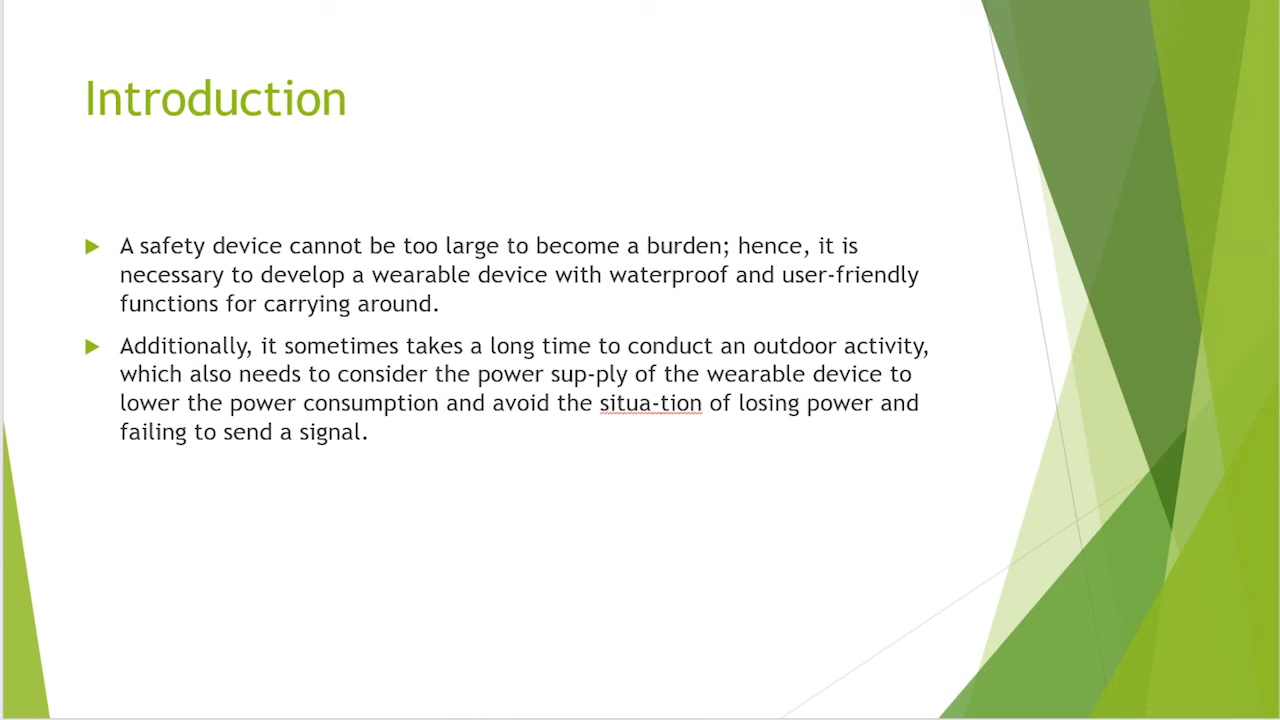 Introduction
A safety device cannot be too large to become a burden; hence, it is
necessary to develop a wearable device with waterproof and user-friendly
functions for carrying around.
Additionally, it sometimes takes a long time to conduct an outdoor activity,
which also needs to consider the power sup-ply of the wearable device to
lower the power consumption and avoid the situa-tion of losing power and
failing to send a signal.